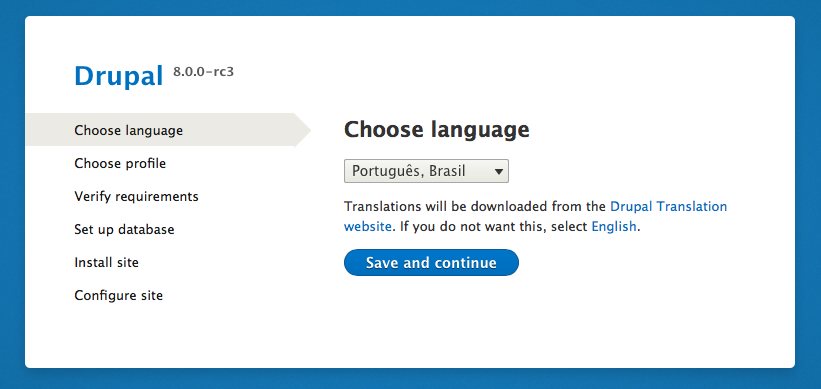 Drupal 8.0.0-rc3
Choose language
Choose profile
Verify requirements
Set up database
Install site
Configure site
Choose language
Português, Brasil
Translations will be downloaded from the Drupal Translation
website. If you do not want this, select English.
Save and continue